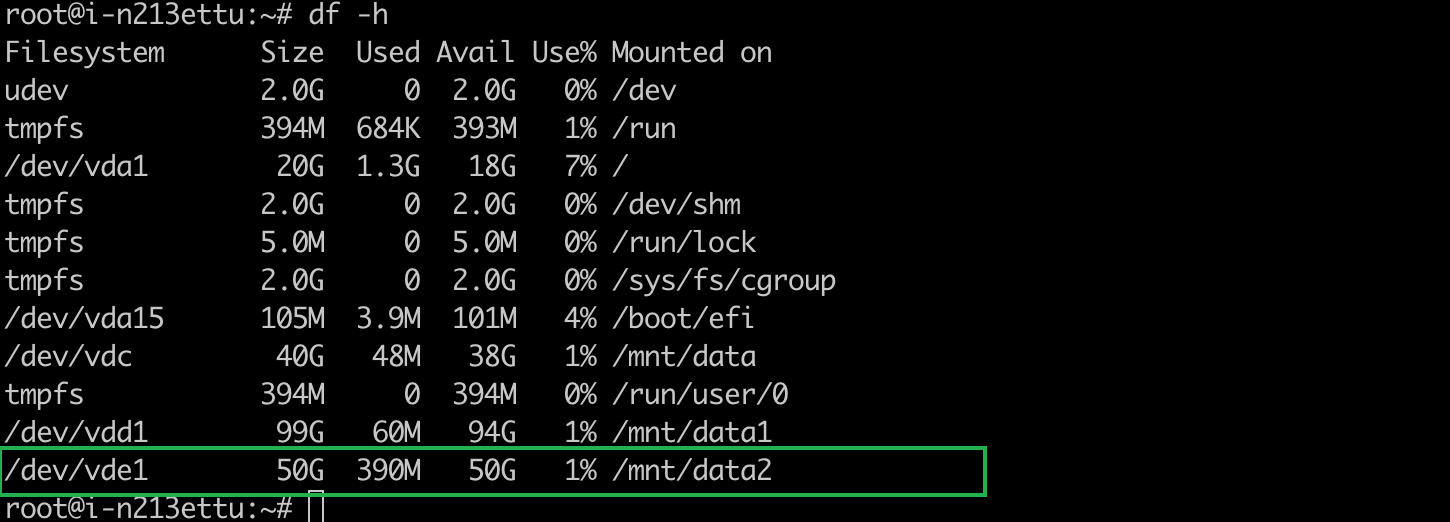 root@i-n213ettu:~# df -h
Filesystem      Size  Used Avail Use% Mounted on
udev            2.0G     0  2.0G   0% /dev
tmpfs           394M  684K  393M   1% /run
/dev/vda1        20G  1.3G   18G   7% /
tmpfs           2.0G     0  2.0G   0% /dev/shm
tmpfs           5.0M     0  5.0M   0% /run/lock
tmpfs           2.0G     0  2.0G   0% /sys/fs/cgroup
/dev/vda15      105M  3.9M  101M   4% /boot/efi
/dev/vdc         40G   48M   38G   1% /mnt/data
tmpfs           394M     0  394M   0% /run/user/0
/dev/vdd1        99G   60M   94G   1% /mnt/data1
/dev/vde1        50G  390M   50G   1% /mnt/data2
root@i-n213ettu:~#